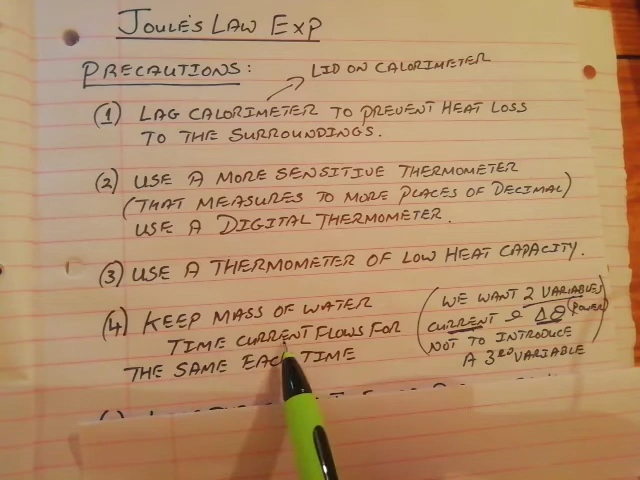 JOULE'S LAW EXP
PRECAUTIONS:
LID ON CALORIMETER
(1) LAG CALORIMETER TO PREVENT HEAT LOSS
TO THE SURROUNDINGS.
(2) USE A MORE SENSITIVE THERMOMETER
(THAT MEASURES TO MORE PLACES OF DECIMAL)
USE A DIGITAL THERMOMETER.
(3) USE A THERMOMETER OF LOW HEAT CAPACITY.
(4) KEEP MASS OF WATER
TIME CURRENT FLOWS FOR
THE SAME EACH TIME
(WE WANT 2 VARIABLES
CURRENT & Δθ (POWER)
NOT TO INTRODUCE
A 3RD VARIABLE)